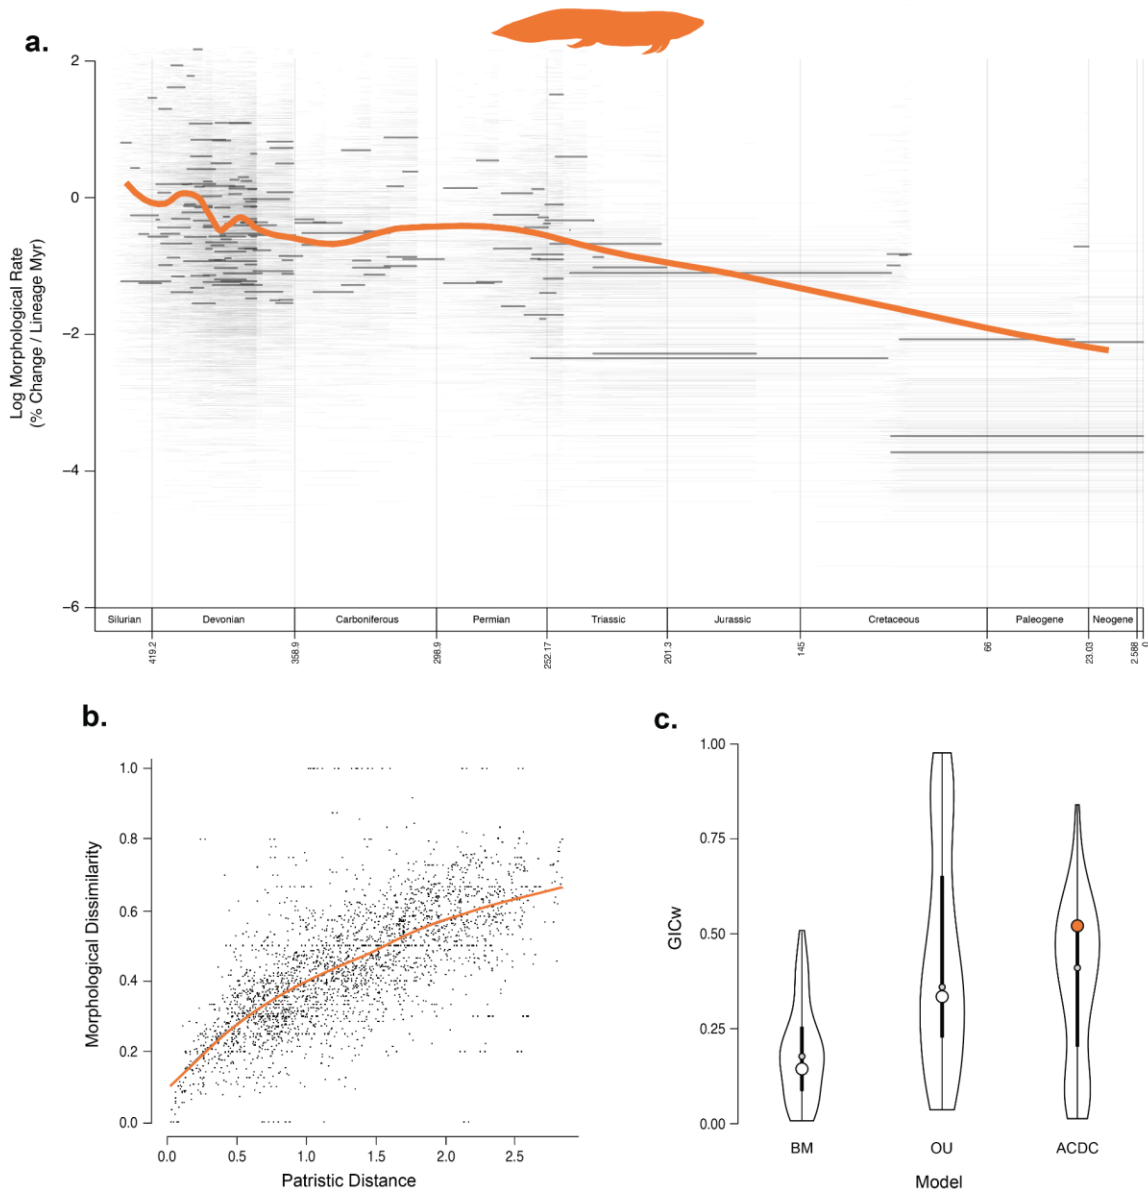 a.
2
0
−2
−4
−6
Log Morphological Rate
(% Change / Lineage Myr)
Silurian Devonian Carboniferous Permian Triassic Jurassic Cretaceous Paleogene Neogene
419.2 358.9 298.9 252.17 201.3 145 66 23.03 2.588 0
b.
1.0
0.8
0.6
0.4
0.2
0.0
Morphological Dissimilarity
0.0 0.5 1.0 1.5 2.0 2.5
Patristic Distance
c.
1.00
0.75
0.50
0.25
0.00
GICw
BM OU ACDC
Model